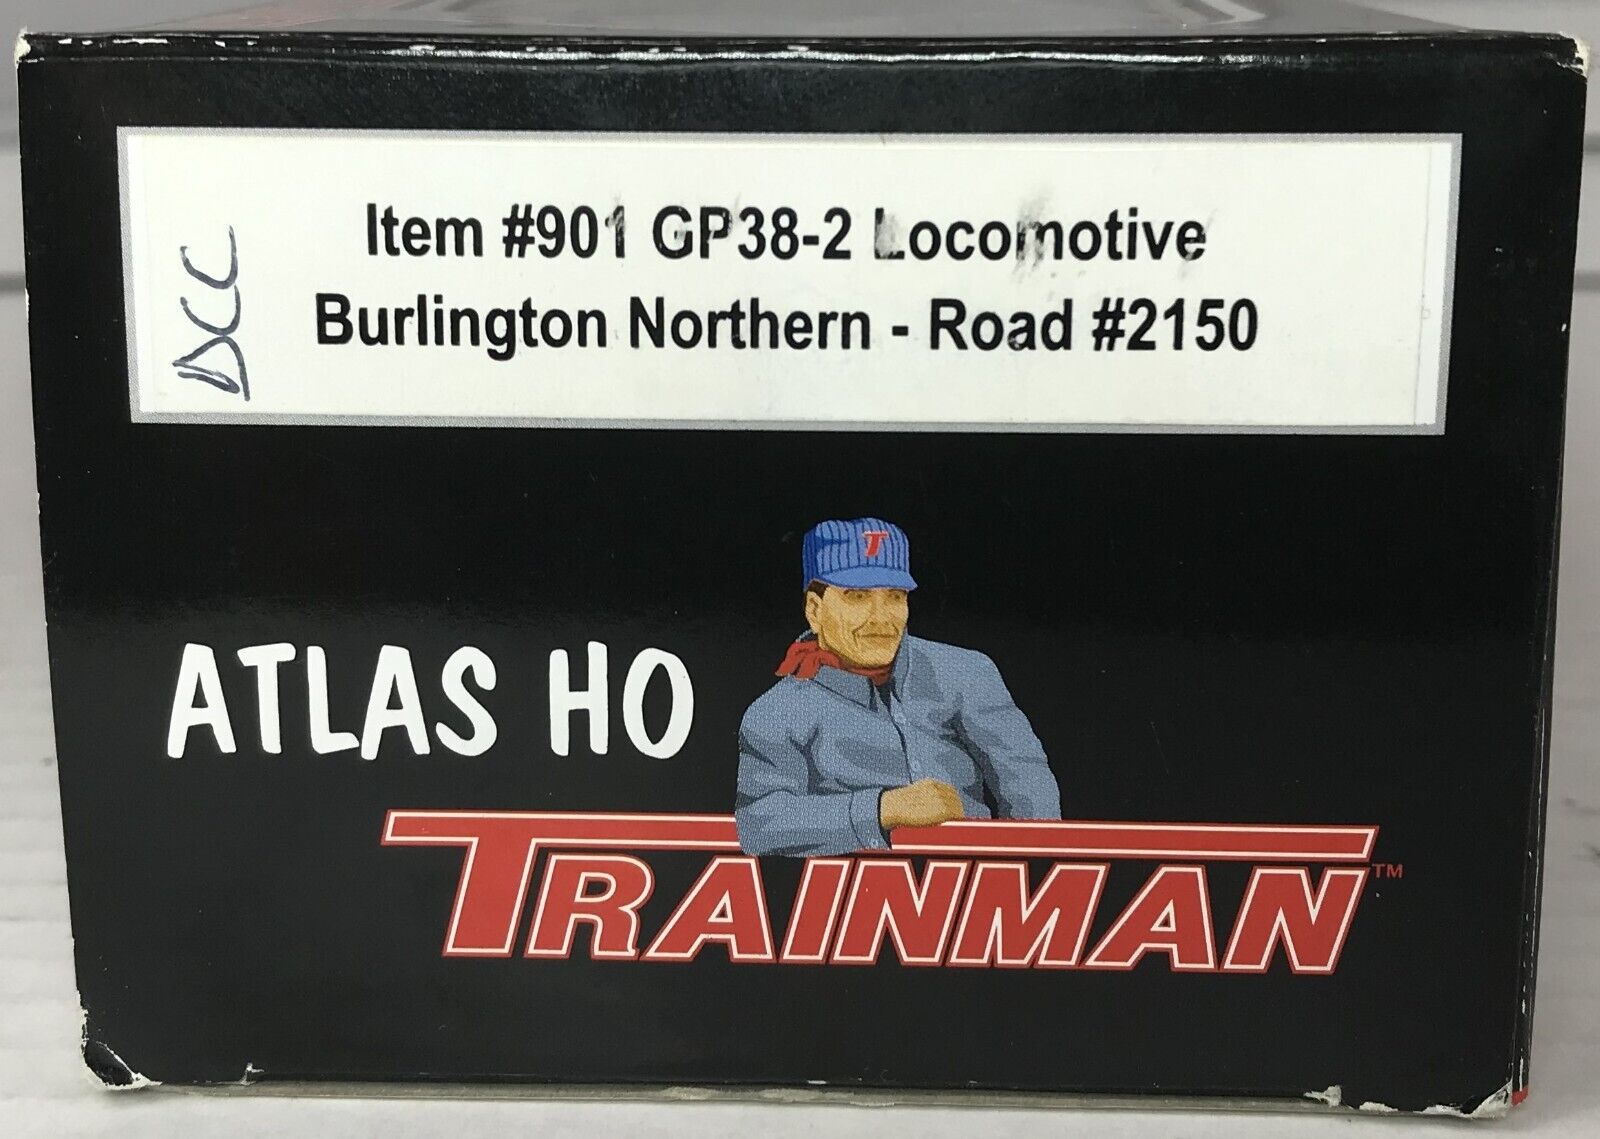 DCC
Item #901 GP38-2 Locomotive
Burlington Northern - Road #2150
T
ATLAS HO
TRAINMAN™